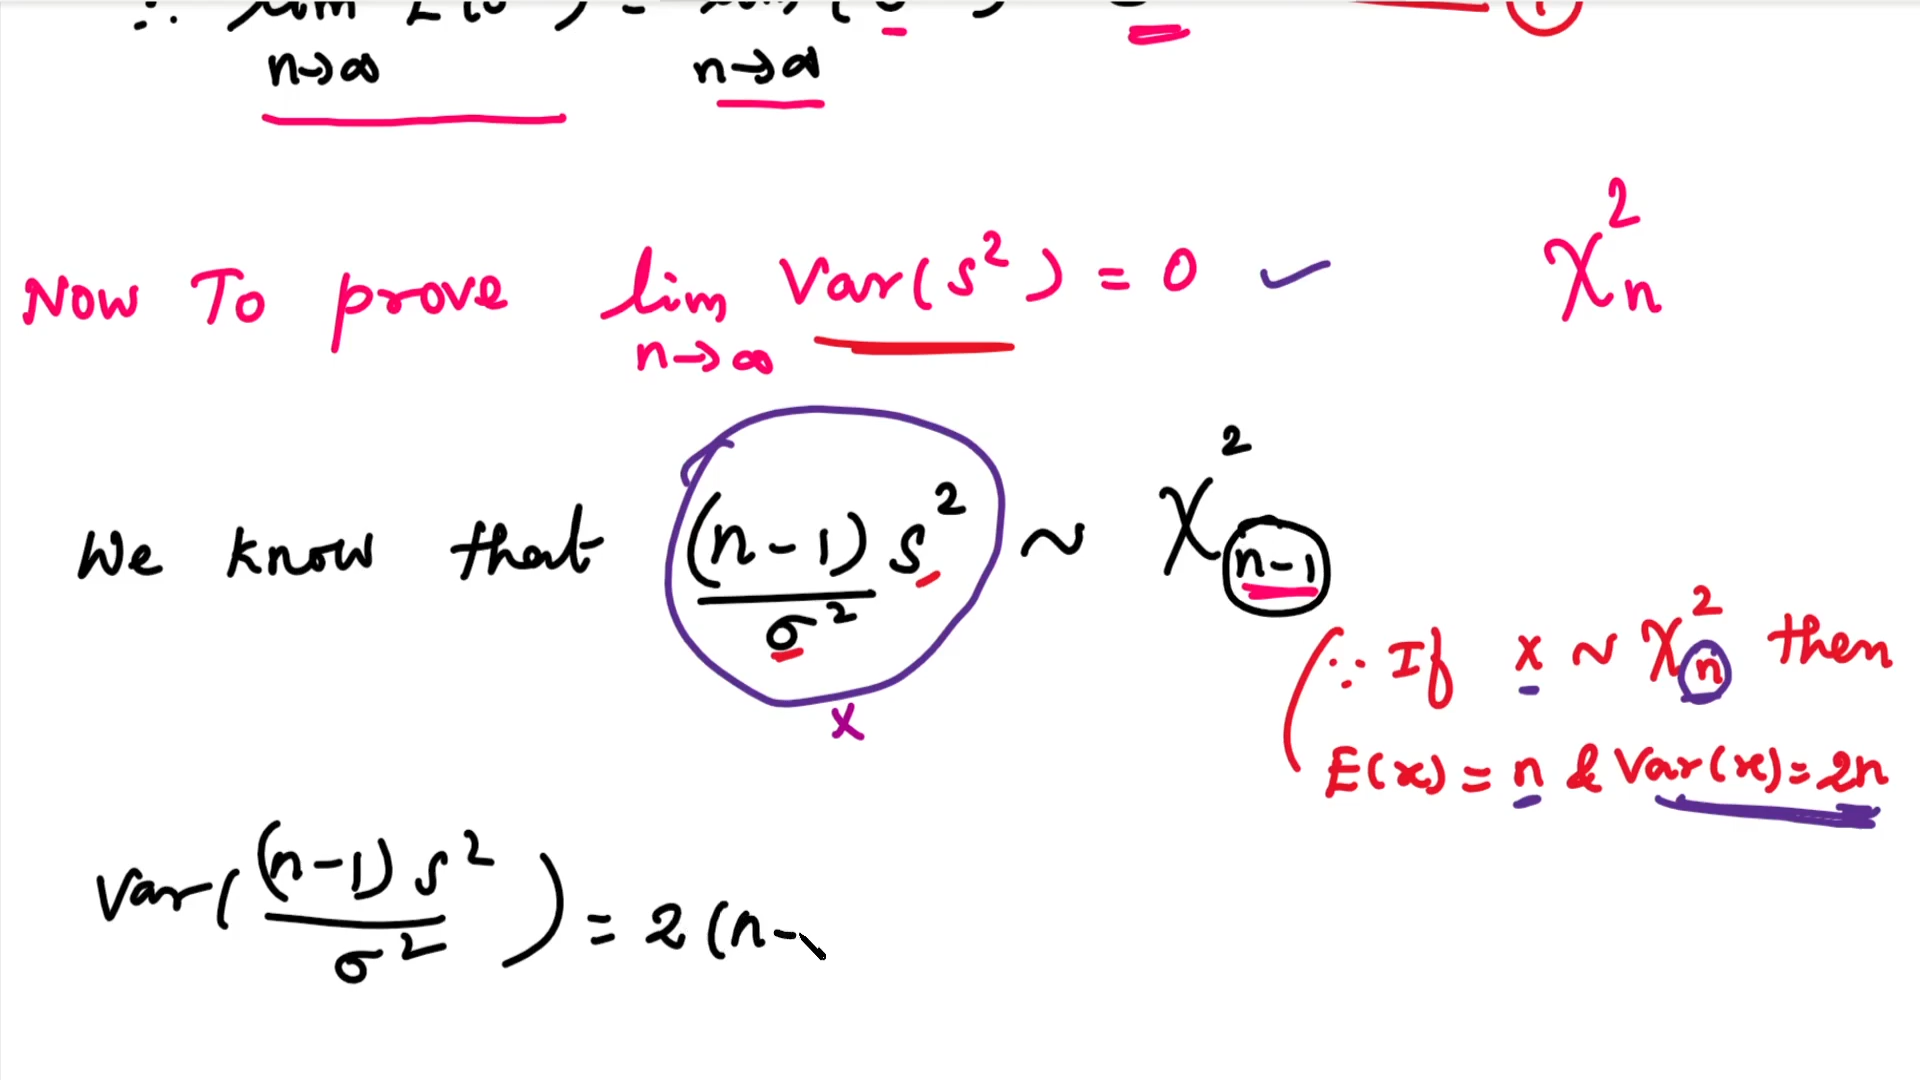 n→∞ n→∞
χ²ₙ
Now To prove lim Var(s²) = 0 ✓
n→∞
We know that (n-1)s²/σ² ~ χ²ₙ₋₁
x
(∵ If x ~ χ²ₙ then
E(x) = n & Var(x) = 2n
Var((n-1)s²/σ²) = 2(n-